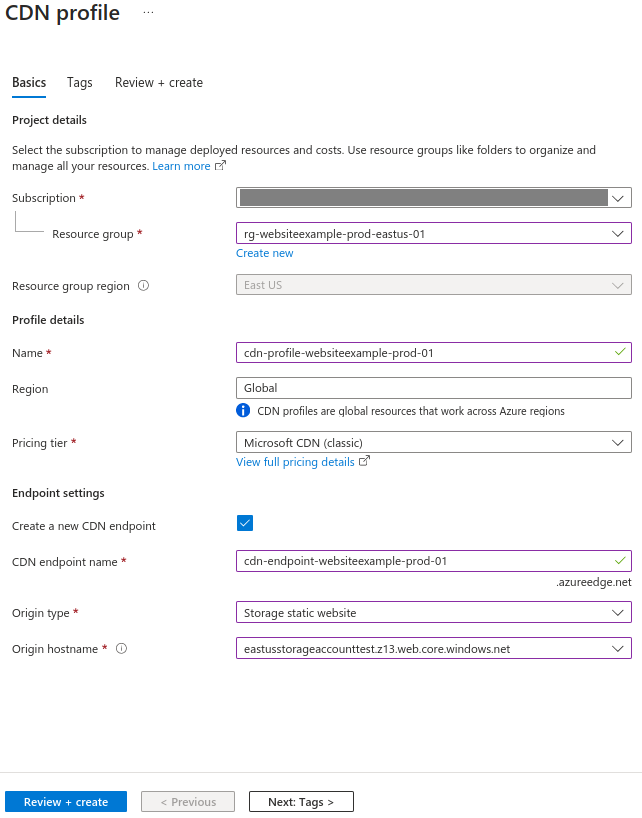 CDN profile ...
Basics Tags Review + create
Project details
Select the subscription to manage deployed resources and costs. Use resource groups like folders to organize and
manage all your resources. Learn more
Subscription *
Resource group * rg-websiteexample-prod-eastus-01
Create new
Resource group region East US
Profile details
Name * cdn-profile-websiteexample-prod-01
Region Global
CDN profiles are global resources that work across Azure regions
Pricing tier * Microsoft CDN (classic)
View full pricing details
Endpoint settings
Create a new CDN endpoint
CDN endpoint name * cdn-endpoint-websiteexample-prod-01
.azureedge.net
Origin type * Storage static website
Origin hostname * eastusstorageaccounttest.z13.web.core.windows.net
Review + create < Previous Next: Tags >